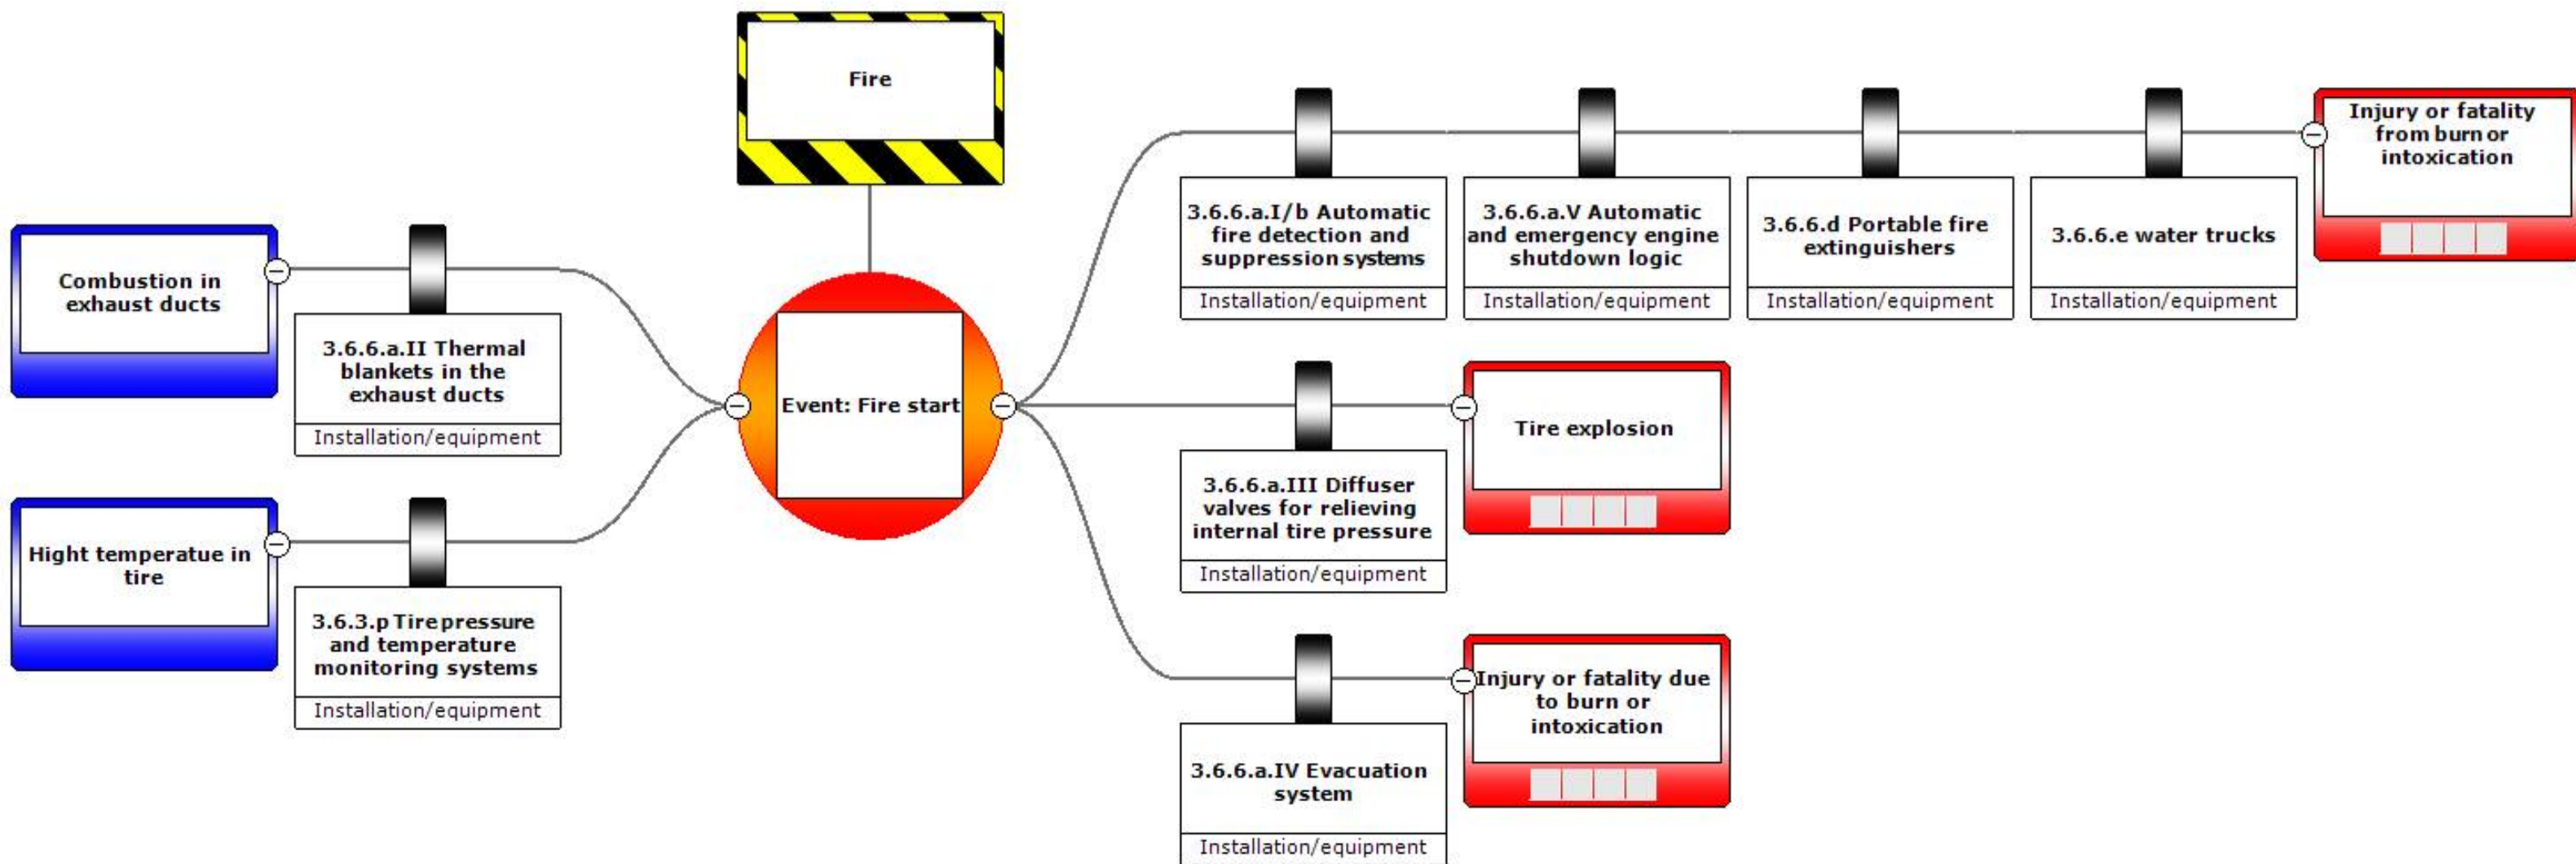 Fire
Combustion in
exhaust ducts
3.6.6.a.II Thermal
blankets in the
exhaust ducts
Installation/equipment
Hight temperatue in
tire
3.6.3.p Tire pressure
and temperature
monitoring systems
Installation/equipment
Event: Fire start
3.6.6.a.I/b Automatic
fire detection and
suppression systems
Installation/equipment
3.6.6.a.V Automatic
and emergency engine
shutdown logic
Installation/equipment
3.6.6.d Portable fire
extinguishers
Installation/equipment
3.6.6.e water trucks
Installation/equipment
Injury or fatality
from burn or
intoxication
3.6.6.a.III Diffuser
valves for relieving
internal tire pressure
Installation/equipment
Tire explosion
3.6.6.a.IV Evacuation
system
Installation/equipment
Injury or fatality due
to burn or
intoxication